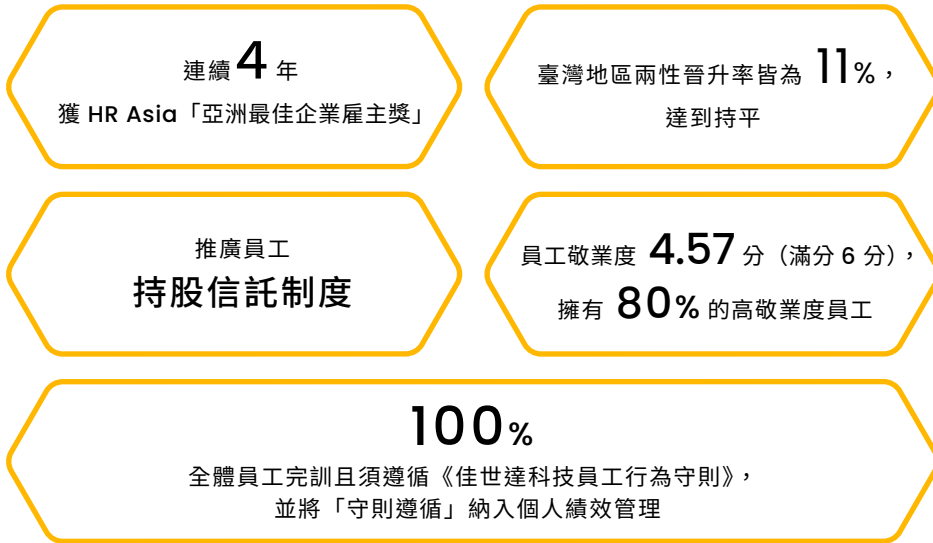 連續 4 年
獲 HR Asia「亞洲最佳企業雇主獎」
臺灣地區兩性晉升率皆為 11%，
達到持平
推廣員工
持股信託制度
員工敬業度 4.57 分（滿分 6 分），
擁有 80% 的高敬業度員工
100%
全體員工完訓且須遵循《佳世達科技員工行為守則》，
並將「守則遵循」納入個人績效管理